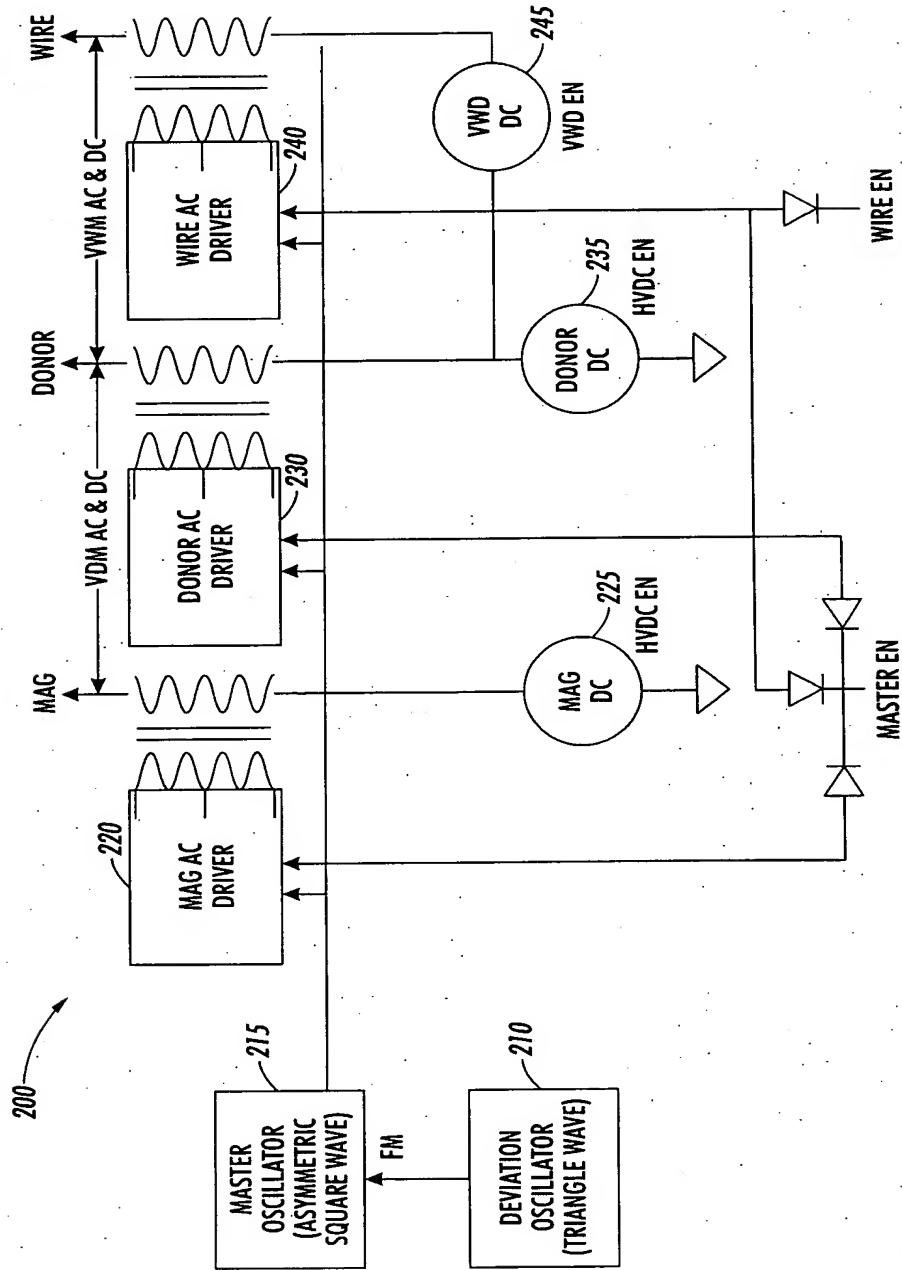 200
MAG
DONOR
WIRE
VDM AC & DC
VWM AC & DC
220
MAG AC
DRIVER
DONOR AC
DRIVER
230
WIRE AC
DRIVER
240
215
MASTER
OSCILLATOR
(ASYMMETRIC
SQUARE WAVE)
FM
210
DEVIATION
OSCILLATOR
(TRIANGLE WAVE)
MAG
DC
225
HVDC EN
DONOR
DC
235
HVDC EN
VWD
DC
245
VWD EN
MASTER EN
WIRE EN